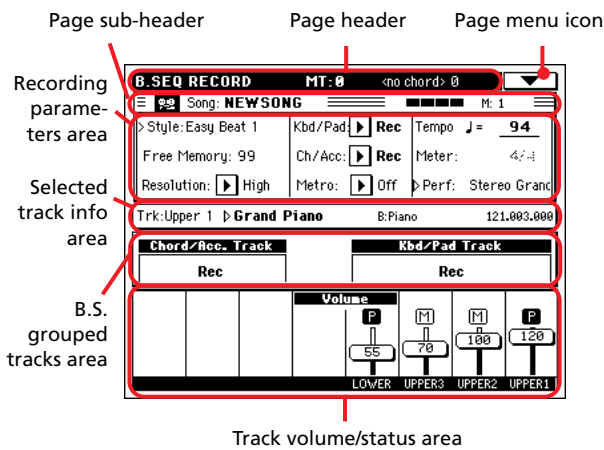 Page sub-header
Page header
Page menu icon
Recording parame-ters area
Selected track info area
B.S. grouped tracks area
B.SEQ RECORD MT:0 <no chord> 0
Song: NEWSONG M: 1
Style:Easy Beat 1 Kbd/Pad: Rec Tempo ♩ = 94
Free Memory: 99 Ch/Acc: Rec Meter: 4/4
Resolution: High Metro: Off Perf: Stereo Grand
Trk:Upper 1 Grand Piano B:Piano 121.003.000
Chord/Acc. Track Kbd/Pad Track
Rec Rec
Volume
P M M P
55 70 100 120
LOWER UPPER3 UPPER2 UPPER1
Track volume/status area